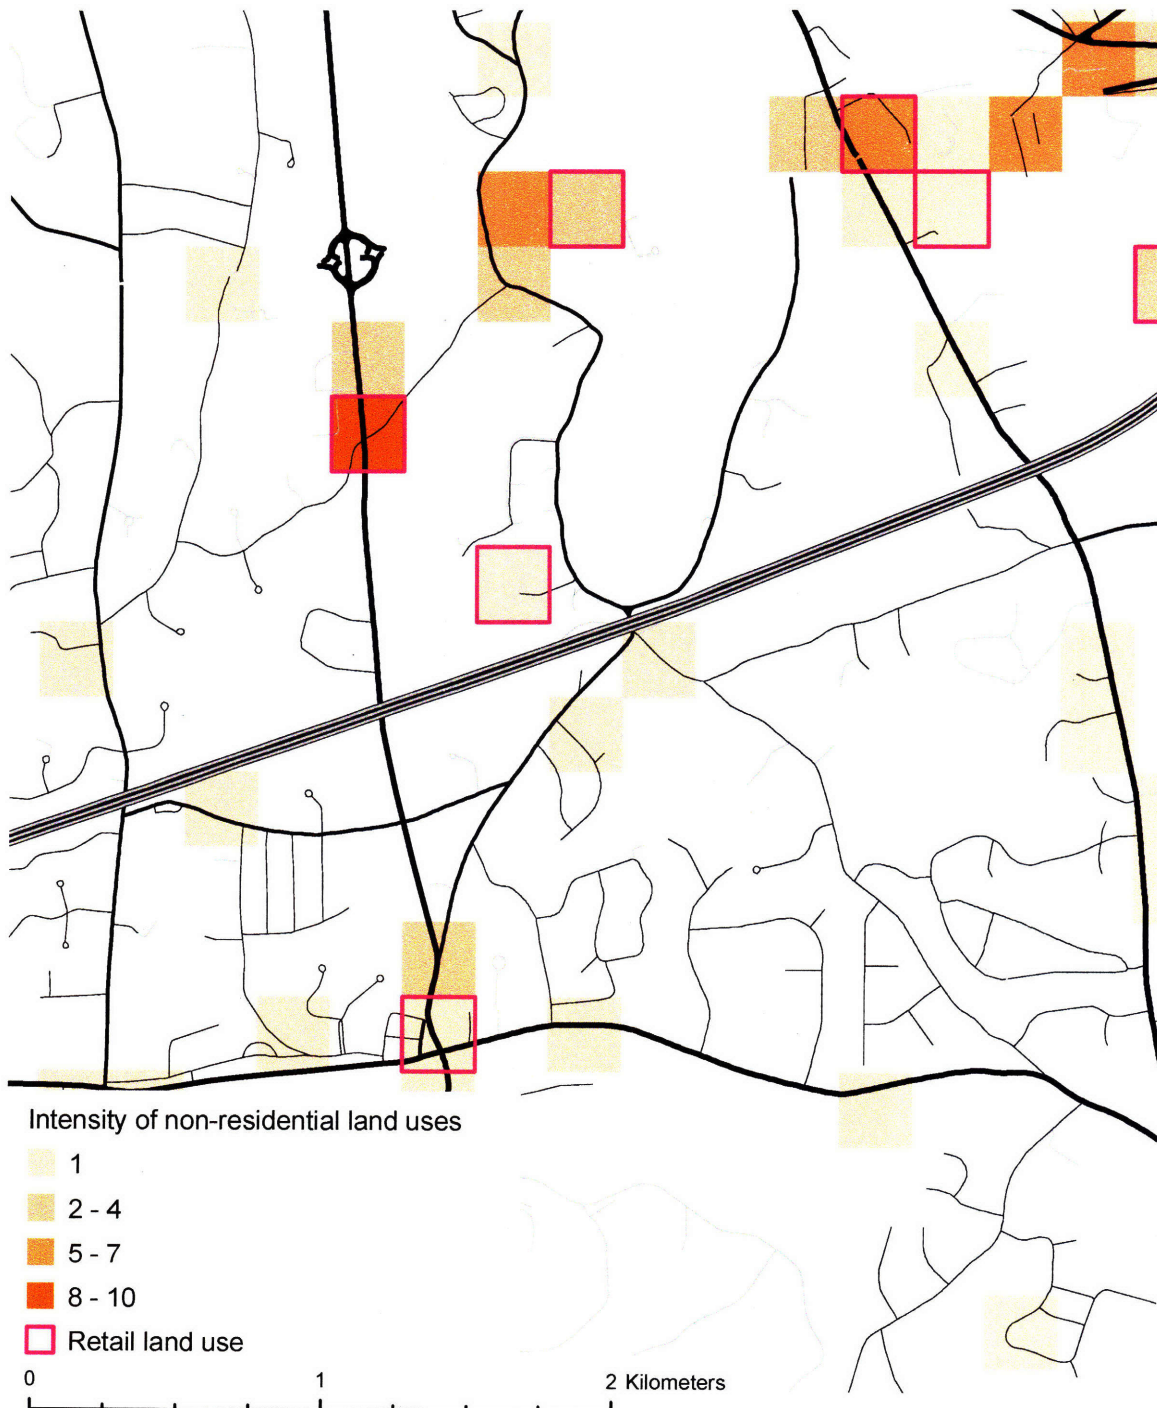 Intensity of non-residential land uses
1
2 - 4
5 - 7
8 - 10
Retail land use
0 1 2 Kilometers